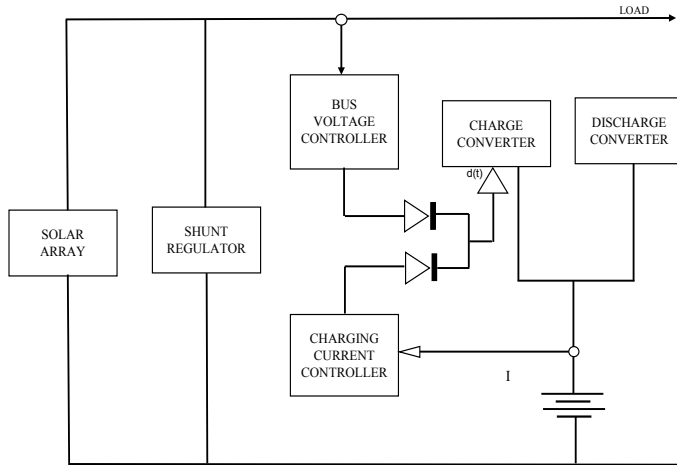 LOAD
BUS
VOLTAGE
CONTROLLER
CHARGE
CONVERTER
DISCHARGE
CONVERTER
d(t)
SOLAR
ARRAY
SHUNT
REGULATOR
CHARGING
CURRENT
CONTROLLER
I